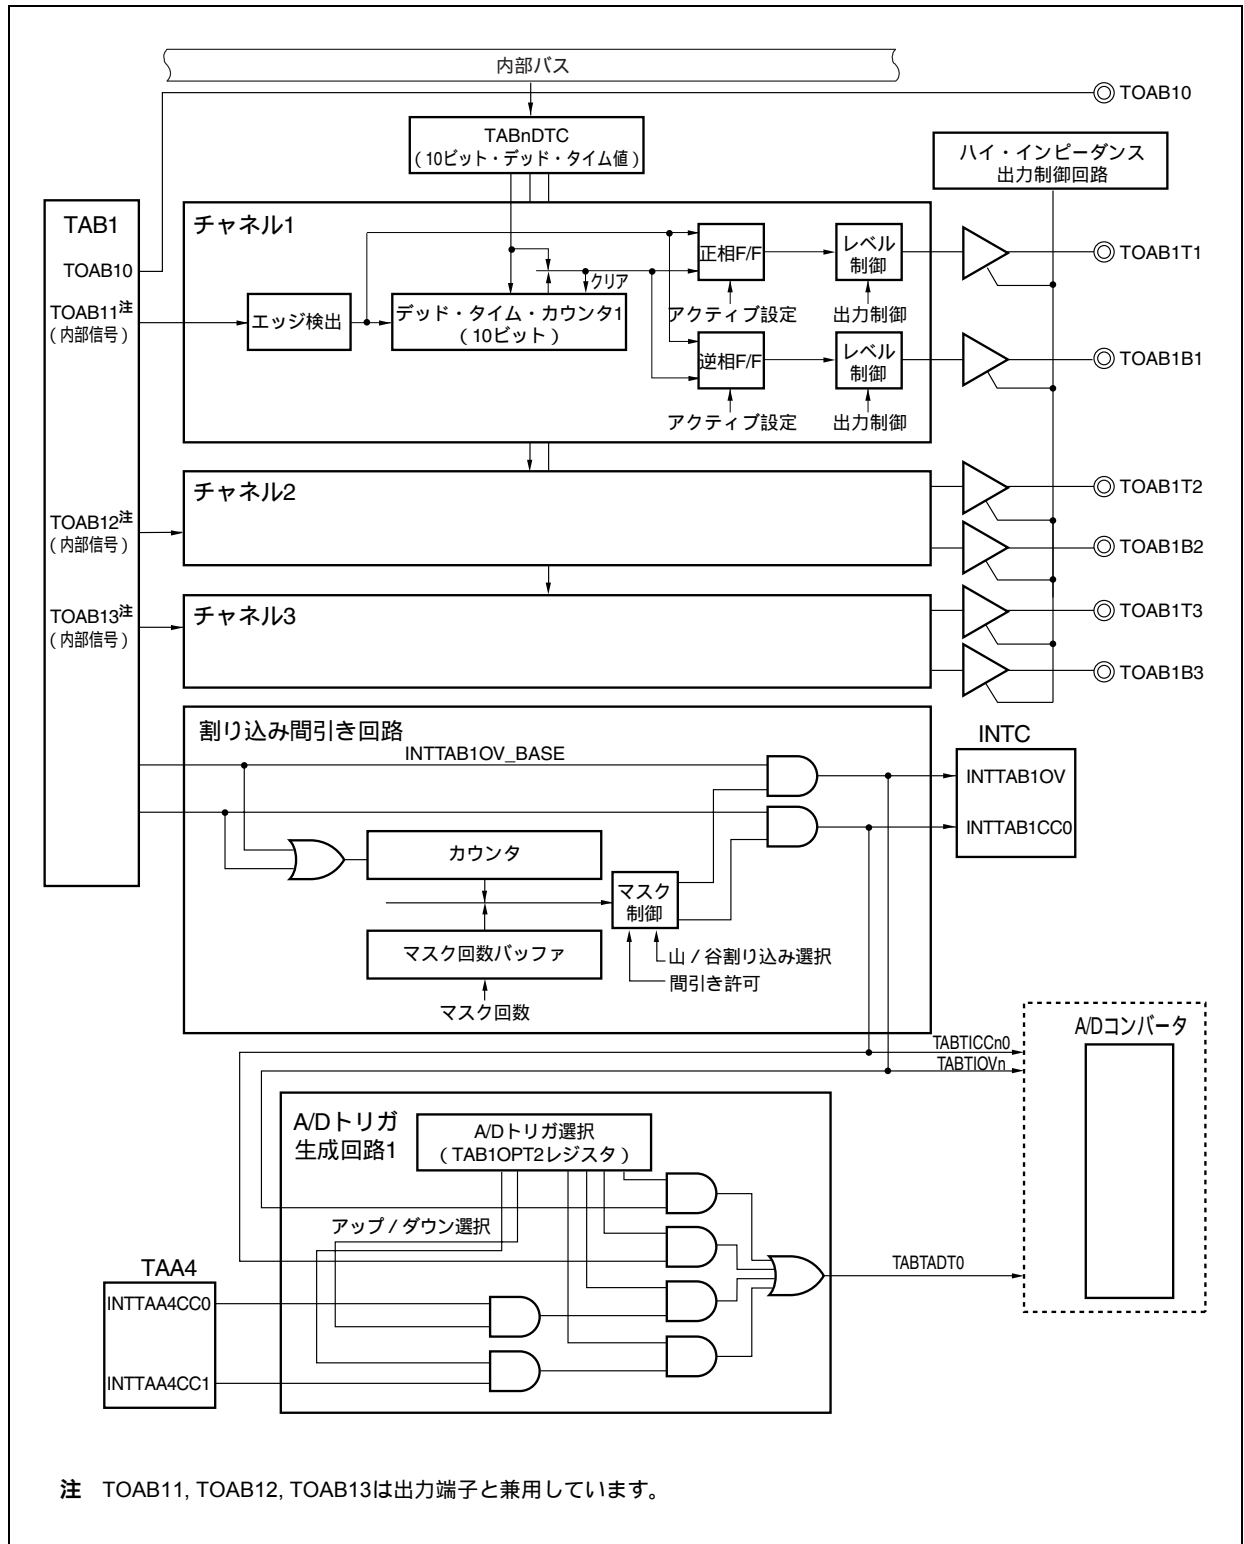 内部バス
TOAB10
TABnDTC
(10ビット・デッド・タイム値)
ハイ・インピーダンス
出力制御回路
TAB1
TOAB10
TOAB11注
(内部信号)
TOAB12注
(内部信号)
TOAB13注
(内部信号)
チャネル1
エッジ検出
デッド・タイム・カウンタ1
(10ビット)
クリア
正相F/F
アクティブ設定
レベル
制御
出力制御
TOAB1T1
逆相F/F
アクティブ設定
レベル
制御
出力制御
TOAB1B1
チャネル2
TOAB1T2
TOAB1B2
チャネル3
TOAB1T3
TOAB1B3
割り込み間引き回路
INTTAB1OV_BASE
カウンタ
マスク回数バッファ
マスク回数
マスク
制御
山/谷割り込み選択
間引き許可
INTC
INTTAB1OV
INTTAB1CC0
TABTICCn0
TABTIOVn
A/Dコンバータ
A/Dトリガ
生成回路1
A/Dトリガ選択
(TAB1OPT2レジスタ)
アップ/ダウン選択
TABTADT0
TAA4
INTTAA4CC0
INTTAA4CC1
注 TOAB11, TOAB12, TOAB13は出力端子と兼用しています。